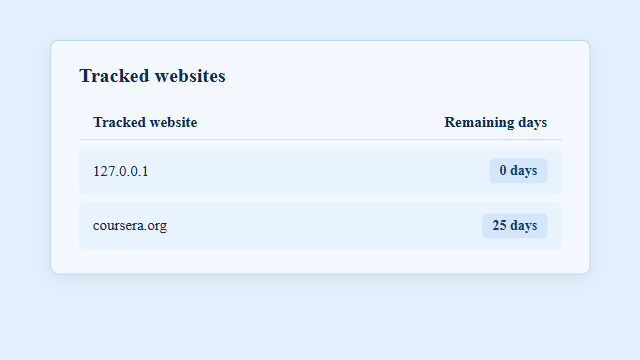 Tracked websites
Tracked website Remaining days
127.0.0.1 0 days
coursera.org 25 days